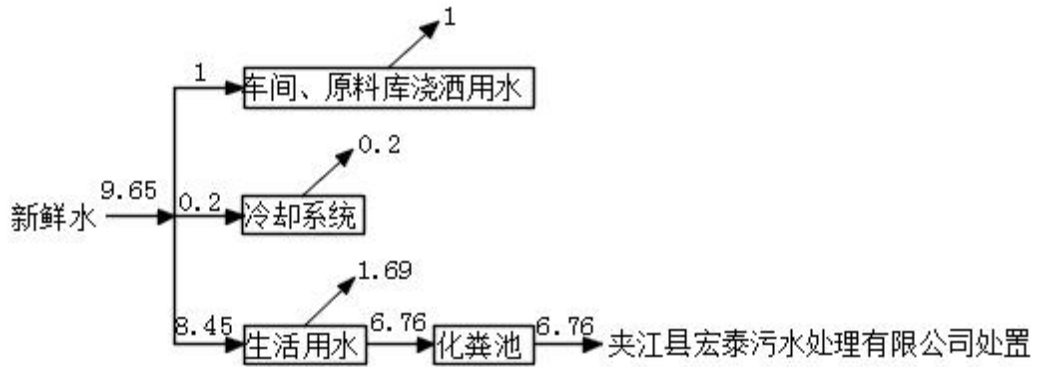 1
1
车间、原料库浇洒用水
0.2
9.65
0.2
新鲜水
冷却系统
1.69
8.45
6.76
6.76
生活用水
化粪池
夹江县宏泰污水处理有限公司处置